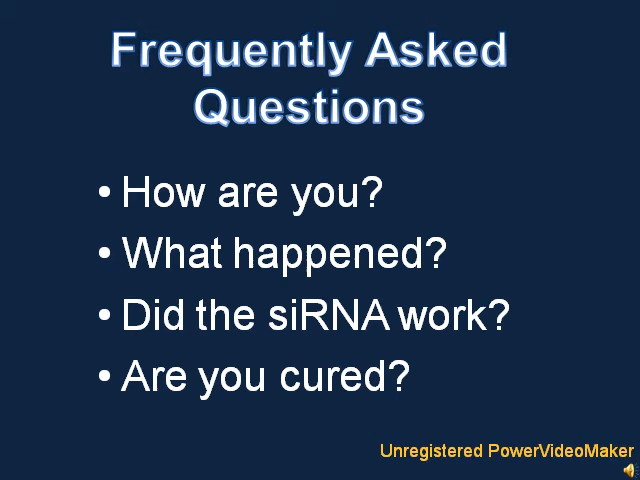 Frequently Asked
Questions
• How are you?
• What happened?
• Did the siRNA work?
• Are you cured?
Unregistered PowerVideoMaker